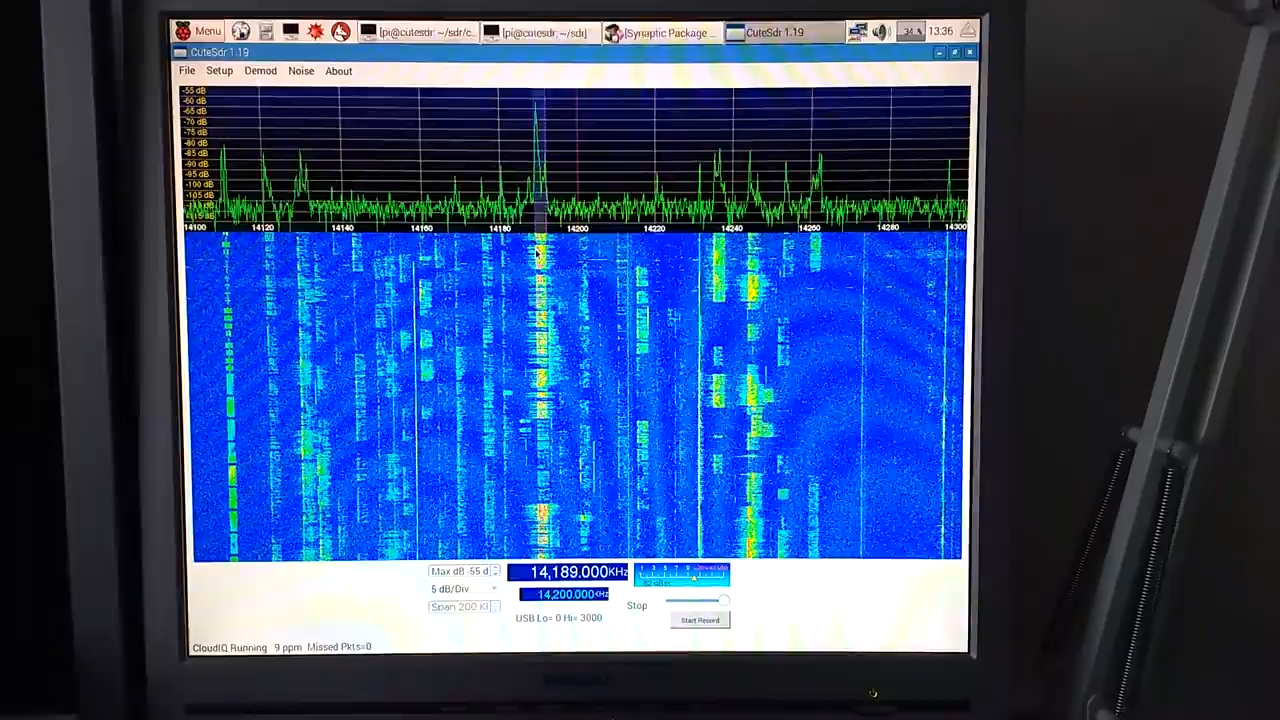 Menu [pi@cutesdr: ~/sdr/c... [pi@cutesdr: ~/sdr] [Synaptic Package ... CuteSdr 1.19 13:36
CuteSdr 1.19
File Setup Demod Noise About
-55 dB
-60 dB
-65 dB
-70 dB
-75 dB
-80 dB
-85 dB
-90 dB
-95 dB
-100 dB
-105 dB
14100 14120 14140 14160 14180 14200 14220 14240 14260 14280 14300
Max dB -55 d
14,189.000KHz
5 dB/Div
14,200.000KHz
Span 200 K
Stop
USB Lo= 0 Hi= 3000
Start Record
CloudIQ Running 9 ppm Missed Pkts=0